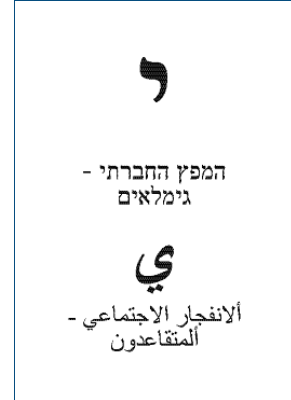 י
המפץ החברתי -
גימלאים
ي
ألانفجار الاجتماعي -
ألمتقاعدون